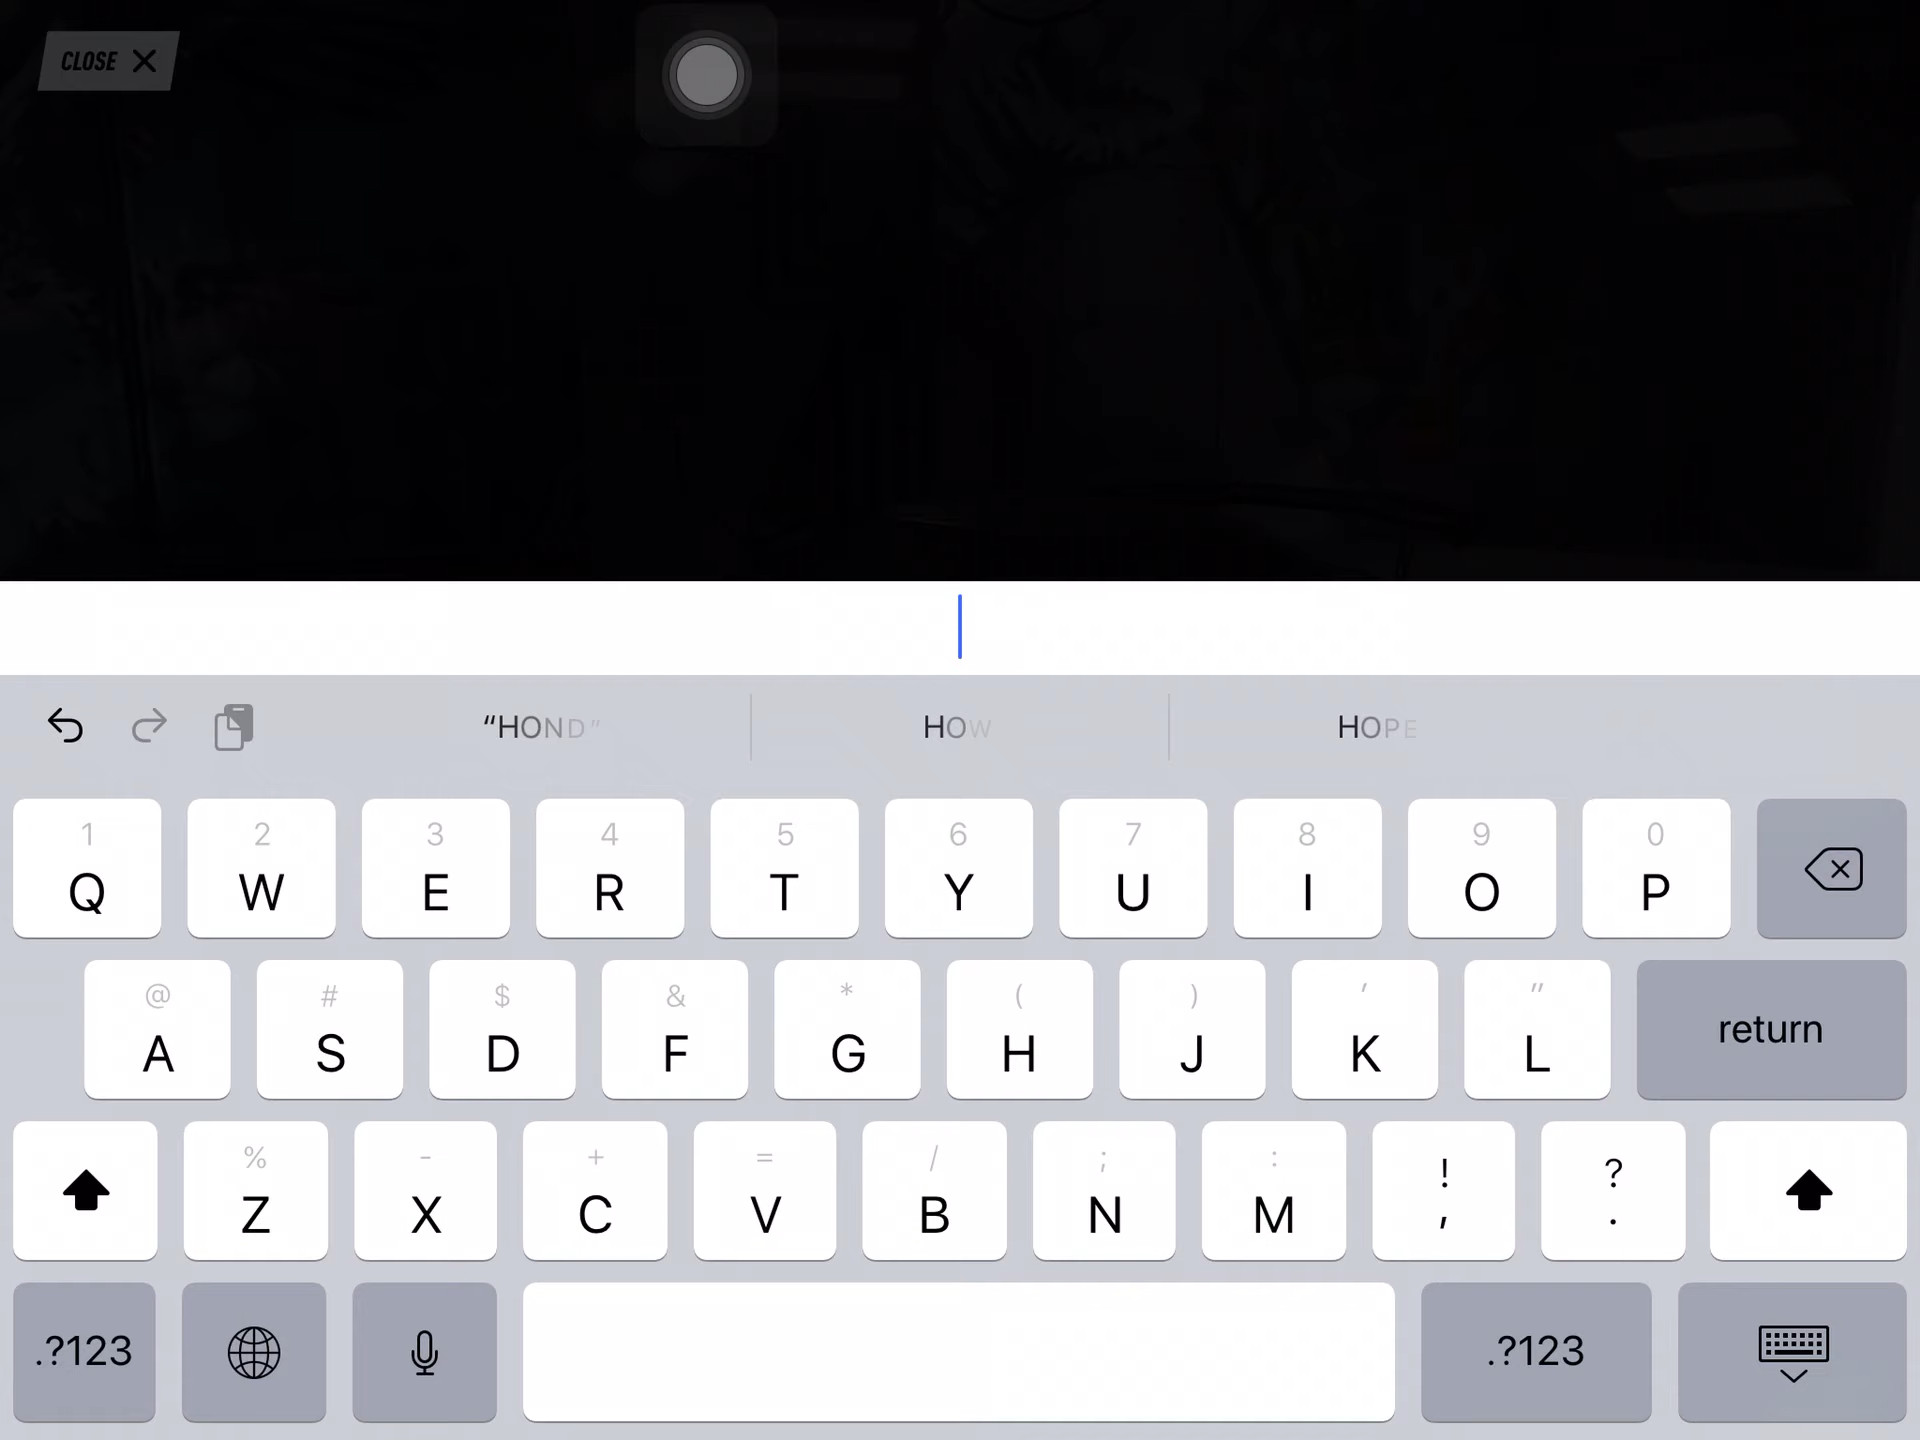 CLOSE X
“HOND” HOW HOPE
1 2 3 4 5 6 7 8 9 0
Q W E R T Y U I O P
@ # $ & * ( ) ' "
A S D F G H J K L return
% - + = / ; : ! ?
Z X C V B N M , .
.?123 .?123